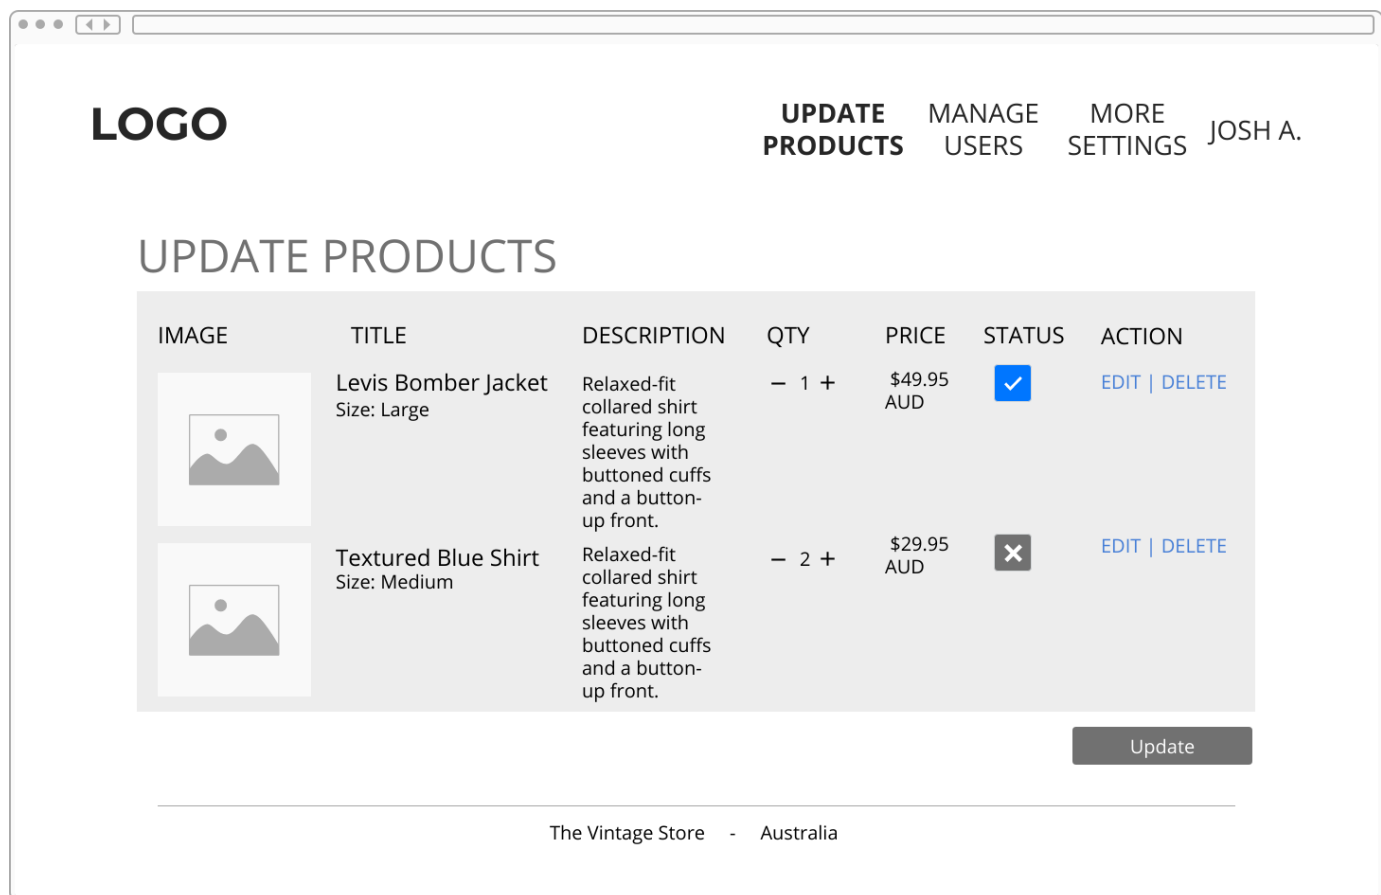 LOGO
UPDATE
PRODUCTS
MANAGE
USERS
MORE
SETTINGS
JOSH A.
UPDATE PRODUCTS
IMAGE TITLE DESCRIPTION QTY PRICE STATUS ACTION
Levis Bomber Jacket
Size: Large
Relaxed-fit
collared shirt
featuring long
sleeves with
buttoned cuffs
and a button-
up front.
− 1 +
$49.95
AUD
EDIT | DELETE
Textured Blue Shirt
Size: Medium
Relaxed-fit
collared shirt
featuring long
sleeves with
buttoned cuffs
and a button-
up front.
− 2 +
$29.95
AUD
EDIT | DELETE
Update
The Vintage Store - Australia